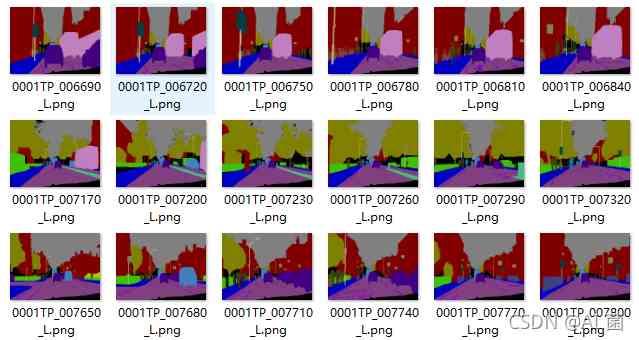 0001TP_006690 0001TP_006720 0001TP_006750 0001TP_006780 0001TP_006810 0001TP_006840
_L.png _L.png _L.png _L.png _L.png _L.png
0001TP_007170 0001TP_007200 0001TP_007230 0001TP_007260 0001TP_007290 0001TP_007320
_L.png _L.png _L.png _L.png _L.png _L.png
0001TP_007650 0001TP_007680 0001TP_007710 0001TP_007740 0001TP_007770 0001TP_007800
_L.png _L.png _L.png _L.png _L.png _L.png
CSDN @AI 菌